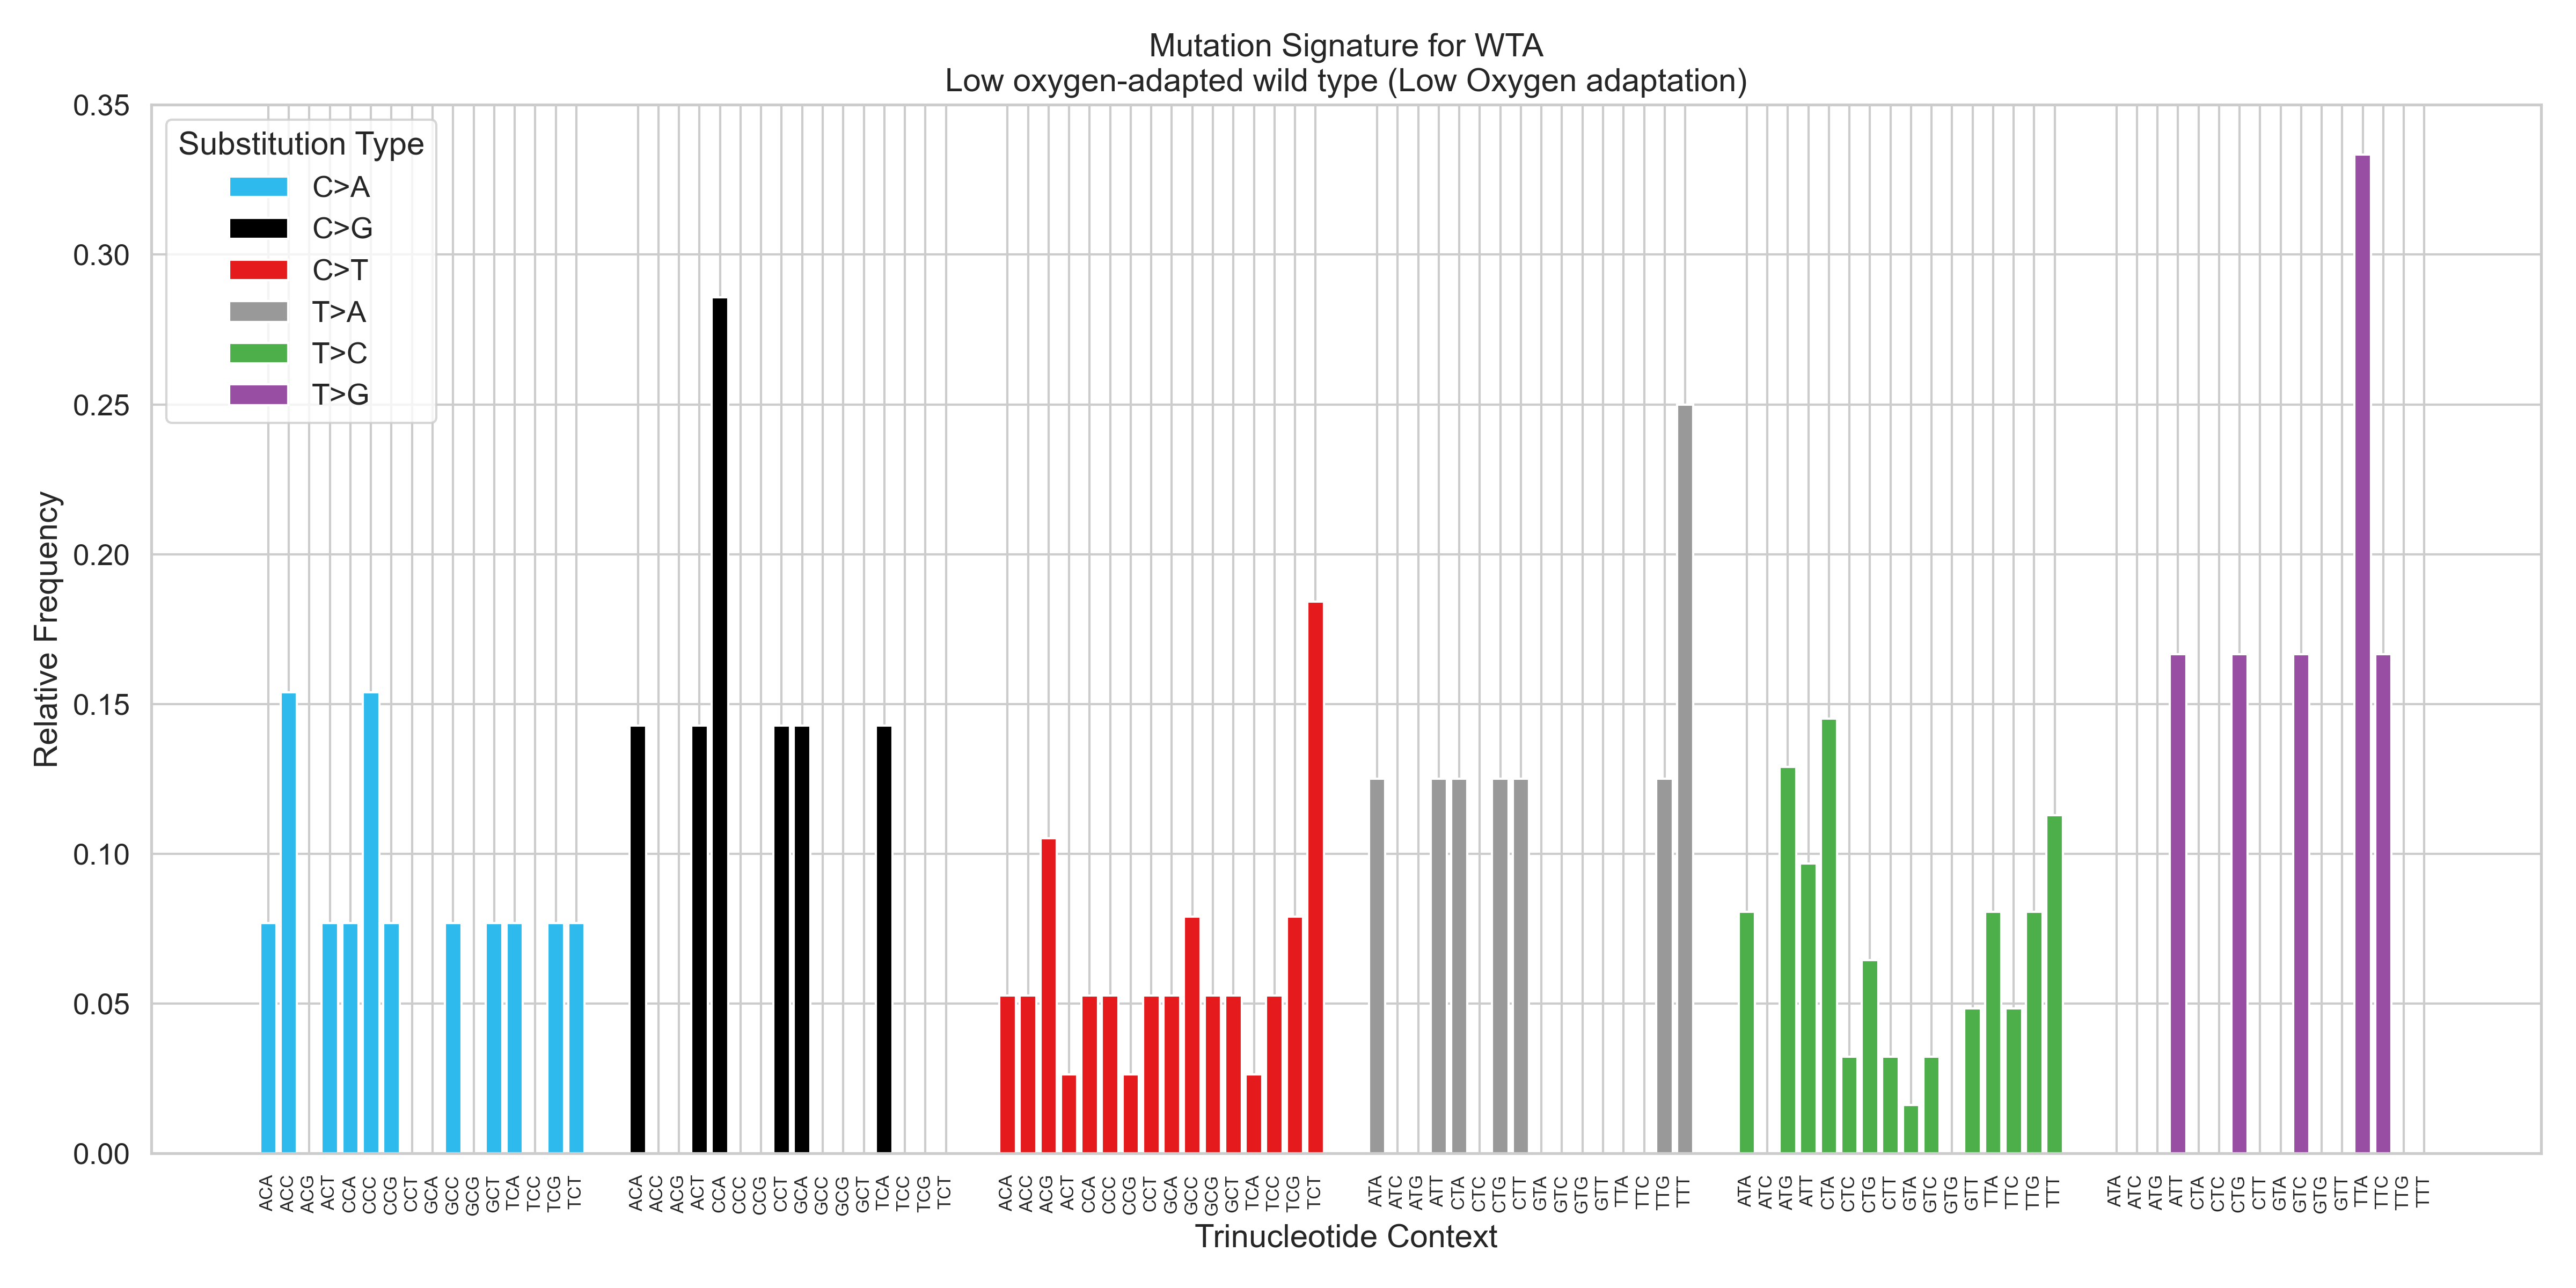 Mutation Signature for WTA
Low oxygen-adapted wild type (Low Oxygen adaptation)
Substitution Type
C>A
C>G
C>T
T>A
T>C
T>G
Relative Frequency
0.35
0.30
0.25
0.20
0.15
0.10
0.05
0.00
ACA ACC ACG ACT CCA CCC CCG CCT GCA GCC GCG GCT TCA TCC TCG TCT ACA ACC ACG ACT CCA CCC CCG CCT GCA GCC GCG GCT TCA TCC TCG TCT ACA ACC ACG ACT CCA CCC CCG CCT GCA GCC GCG GCT TCA TCC TCG TCT ATA ATC ATG ATT CTA CTC CTG CTT GTA GTC GTG GTT TTA TTC TTG TTT ATA ATC ATG ATT CTA CTC CTG CTT GTA GTC GTG GTT TTA TTC TTG TTT ATA ATC ATG ATT CTA CTC CTG CTT GTA GTC GTG GTT TTA TTC TTG TTT
Trinucleotide Context